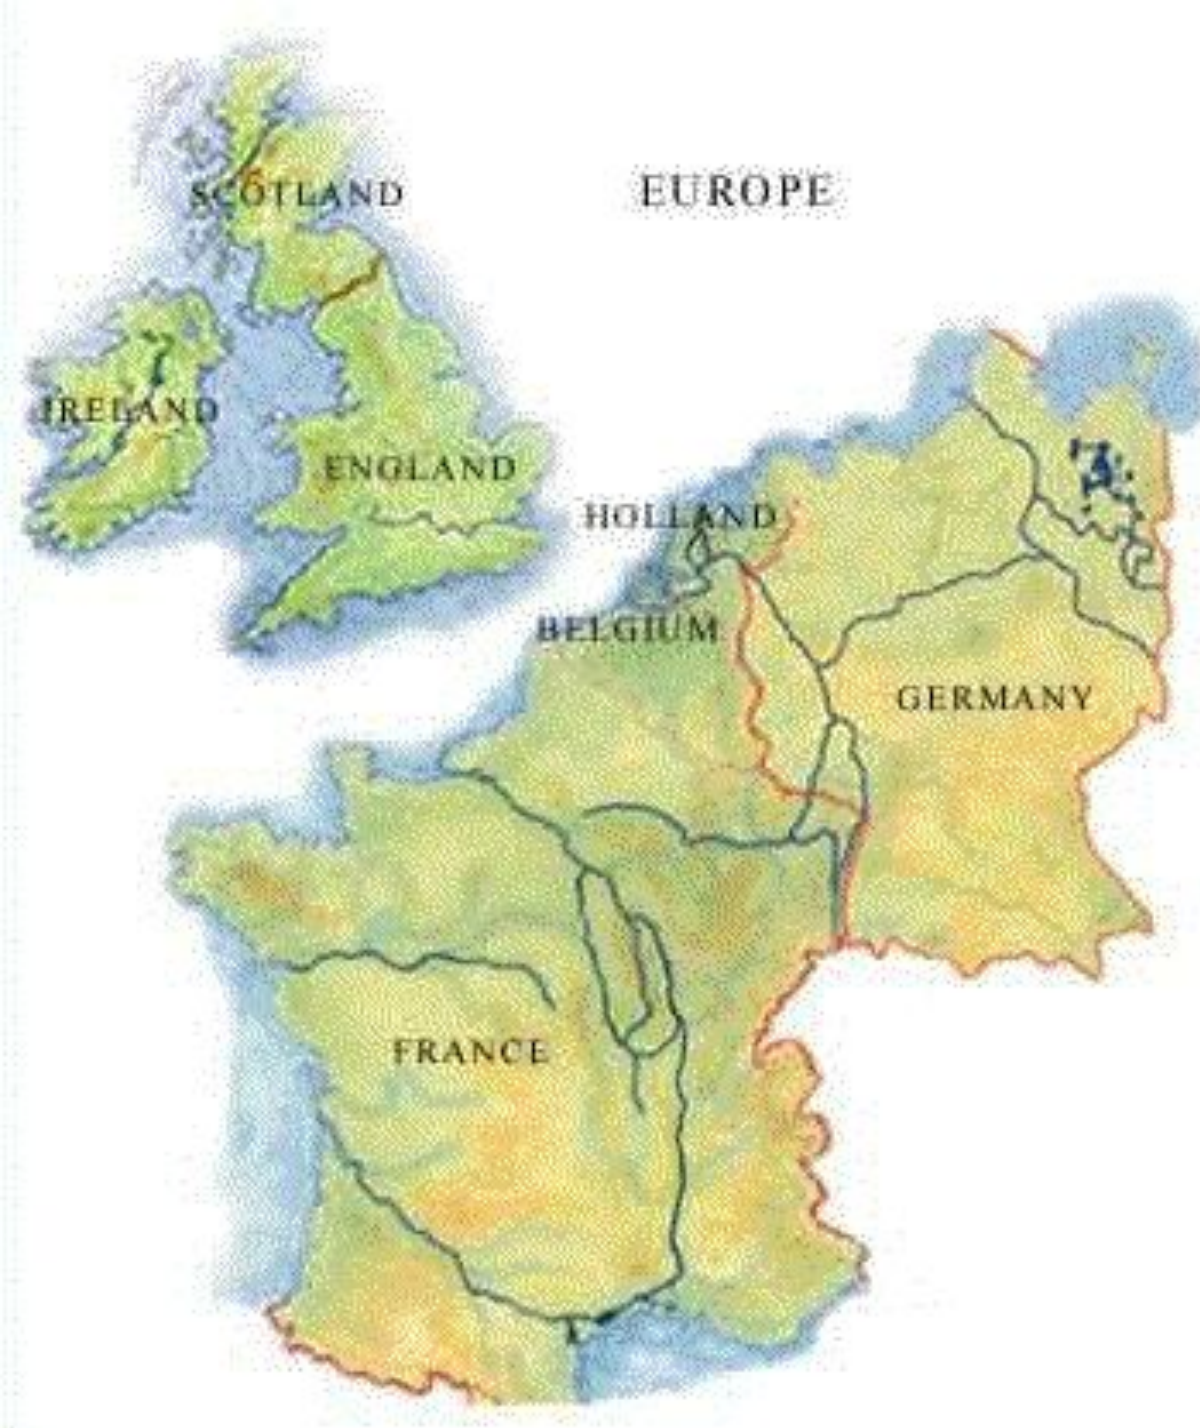 SCOTLAND
EUROPE
IRELAND
ENGLAND
HOLLAND
BELGIUM
GERMANY
FRANCE